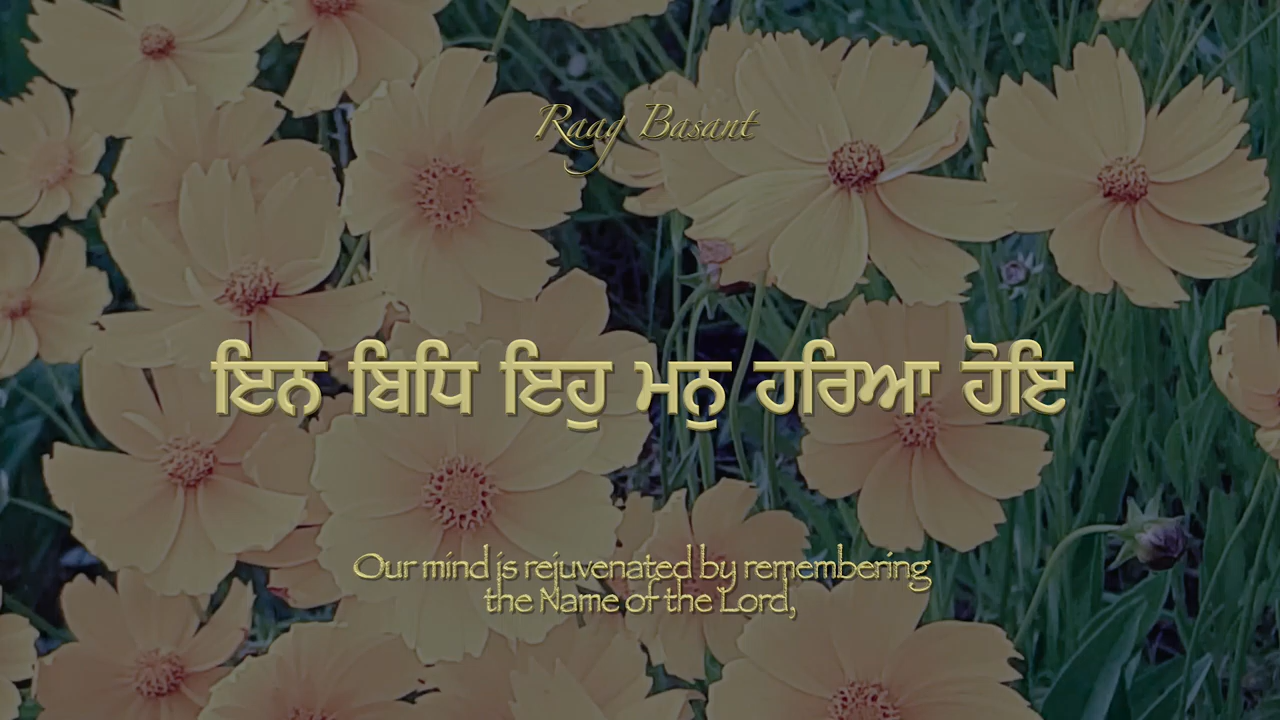 Raag Basant
ਇਨ ਬਿਧਿ ਇਹੁ ਮਨੁ ਹਰਿਆ ਹੋਇ
Our mind is rejuvenated by remembering
the Name of the Lord,